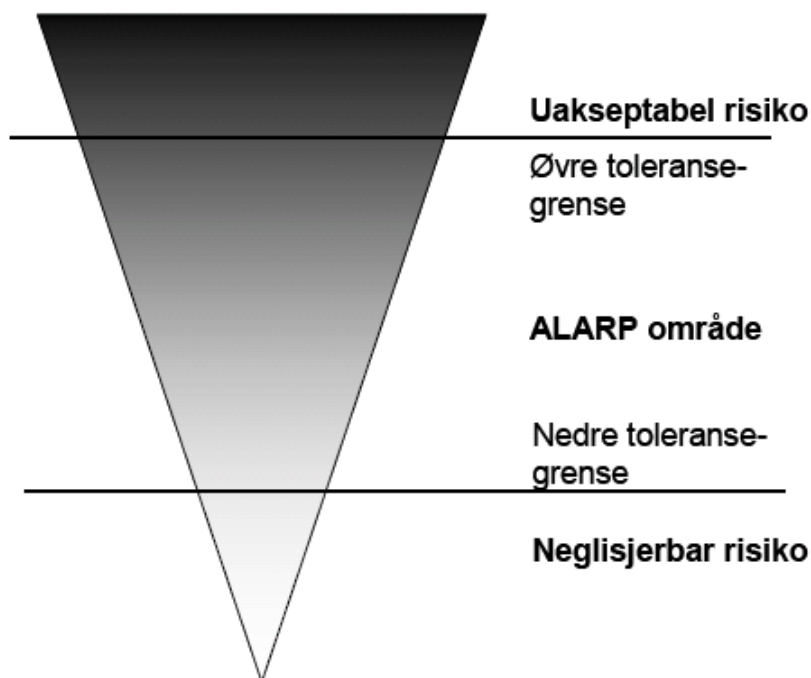 Uakseptabel risiko
Øvre toleranse-
grense
ALARP område
Nedre toleranse-
grense
Neglisjerbar risiko